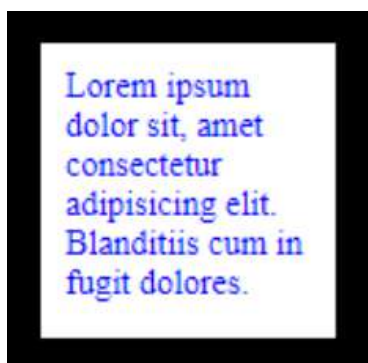 Lorem ipsum
dolor sit, amet
consectetur
adipisicing elit.
Blanditiis cum in
fugit dolores.